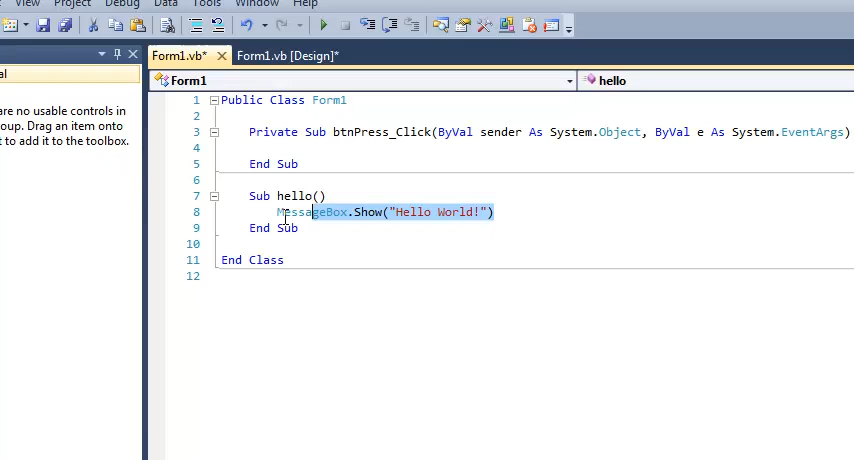 View Project Debug Data Tools Window Help
Form1.vb* Form1.vb [Design]*
al
Form1 hello
are no usable controls in
oup. Drag an item onto
t to add it to the toolbox.
1 Public Class Form1
2
3 Private Sub btnPress_Click(ByVal sender As System.Object, ByVal e As System.EventArgs)
4
5 End Sub
6
7 Sub hello()
8 MessageBox.Show("Hello World!")
9 End Sub
10
11 End Class
12